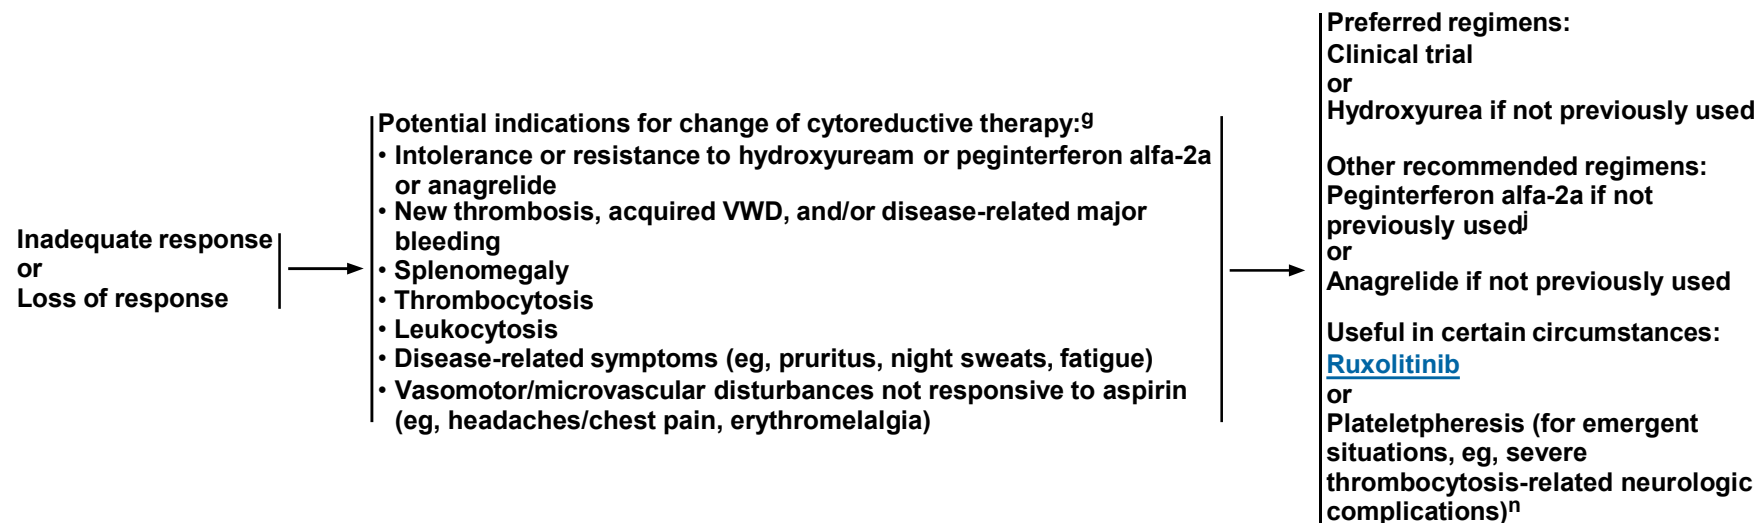 Inadequate response
or
Loss of response
Potential indications for change of cytoreductive therapy:g
• Intolerance or resistance to hydroxyuream or peginterferon alfa-2a
or anagrelide
• New thrombosis, acquired VWD, and/or disease-related major
bleeding
• Splenomegaly
• Thrombocytosis
• Leukocytosis
• Disease-related symptoms (eg, pruritus, night sweats, fatigue)
• Vasomotor/microvascular disturbances not responsive to aspirin
(eg, headaches/chest pain, erythromelalgia)
Preferred regimens:
Clinical trial
or
Hydroxyurea if not previously used
Other recommended regimens:
Peginterferon alfa-2a if not
previously usedj
or
Anagrelide if not previously used
Useful in certain circumstances:
Ruxolitinib
or
Plateletpheresis (for emergent
situations, eg, severe
thrombocytosis-related neurologic
complications)n